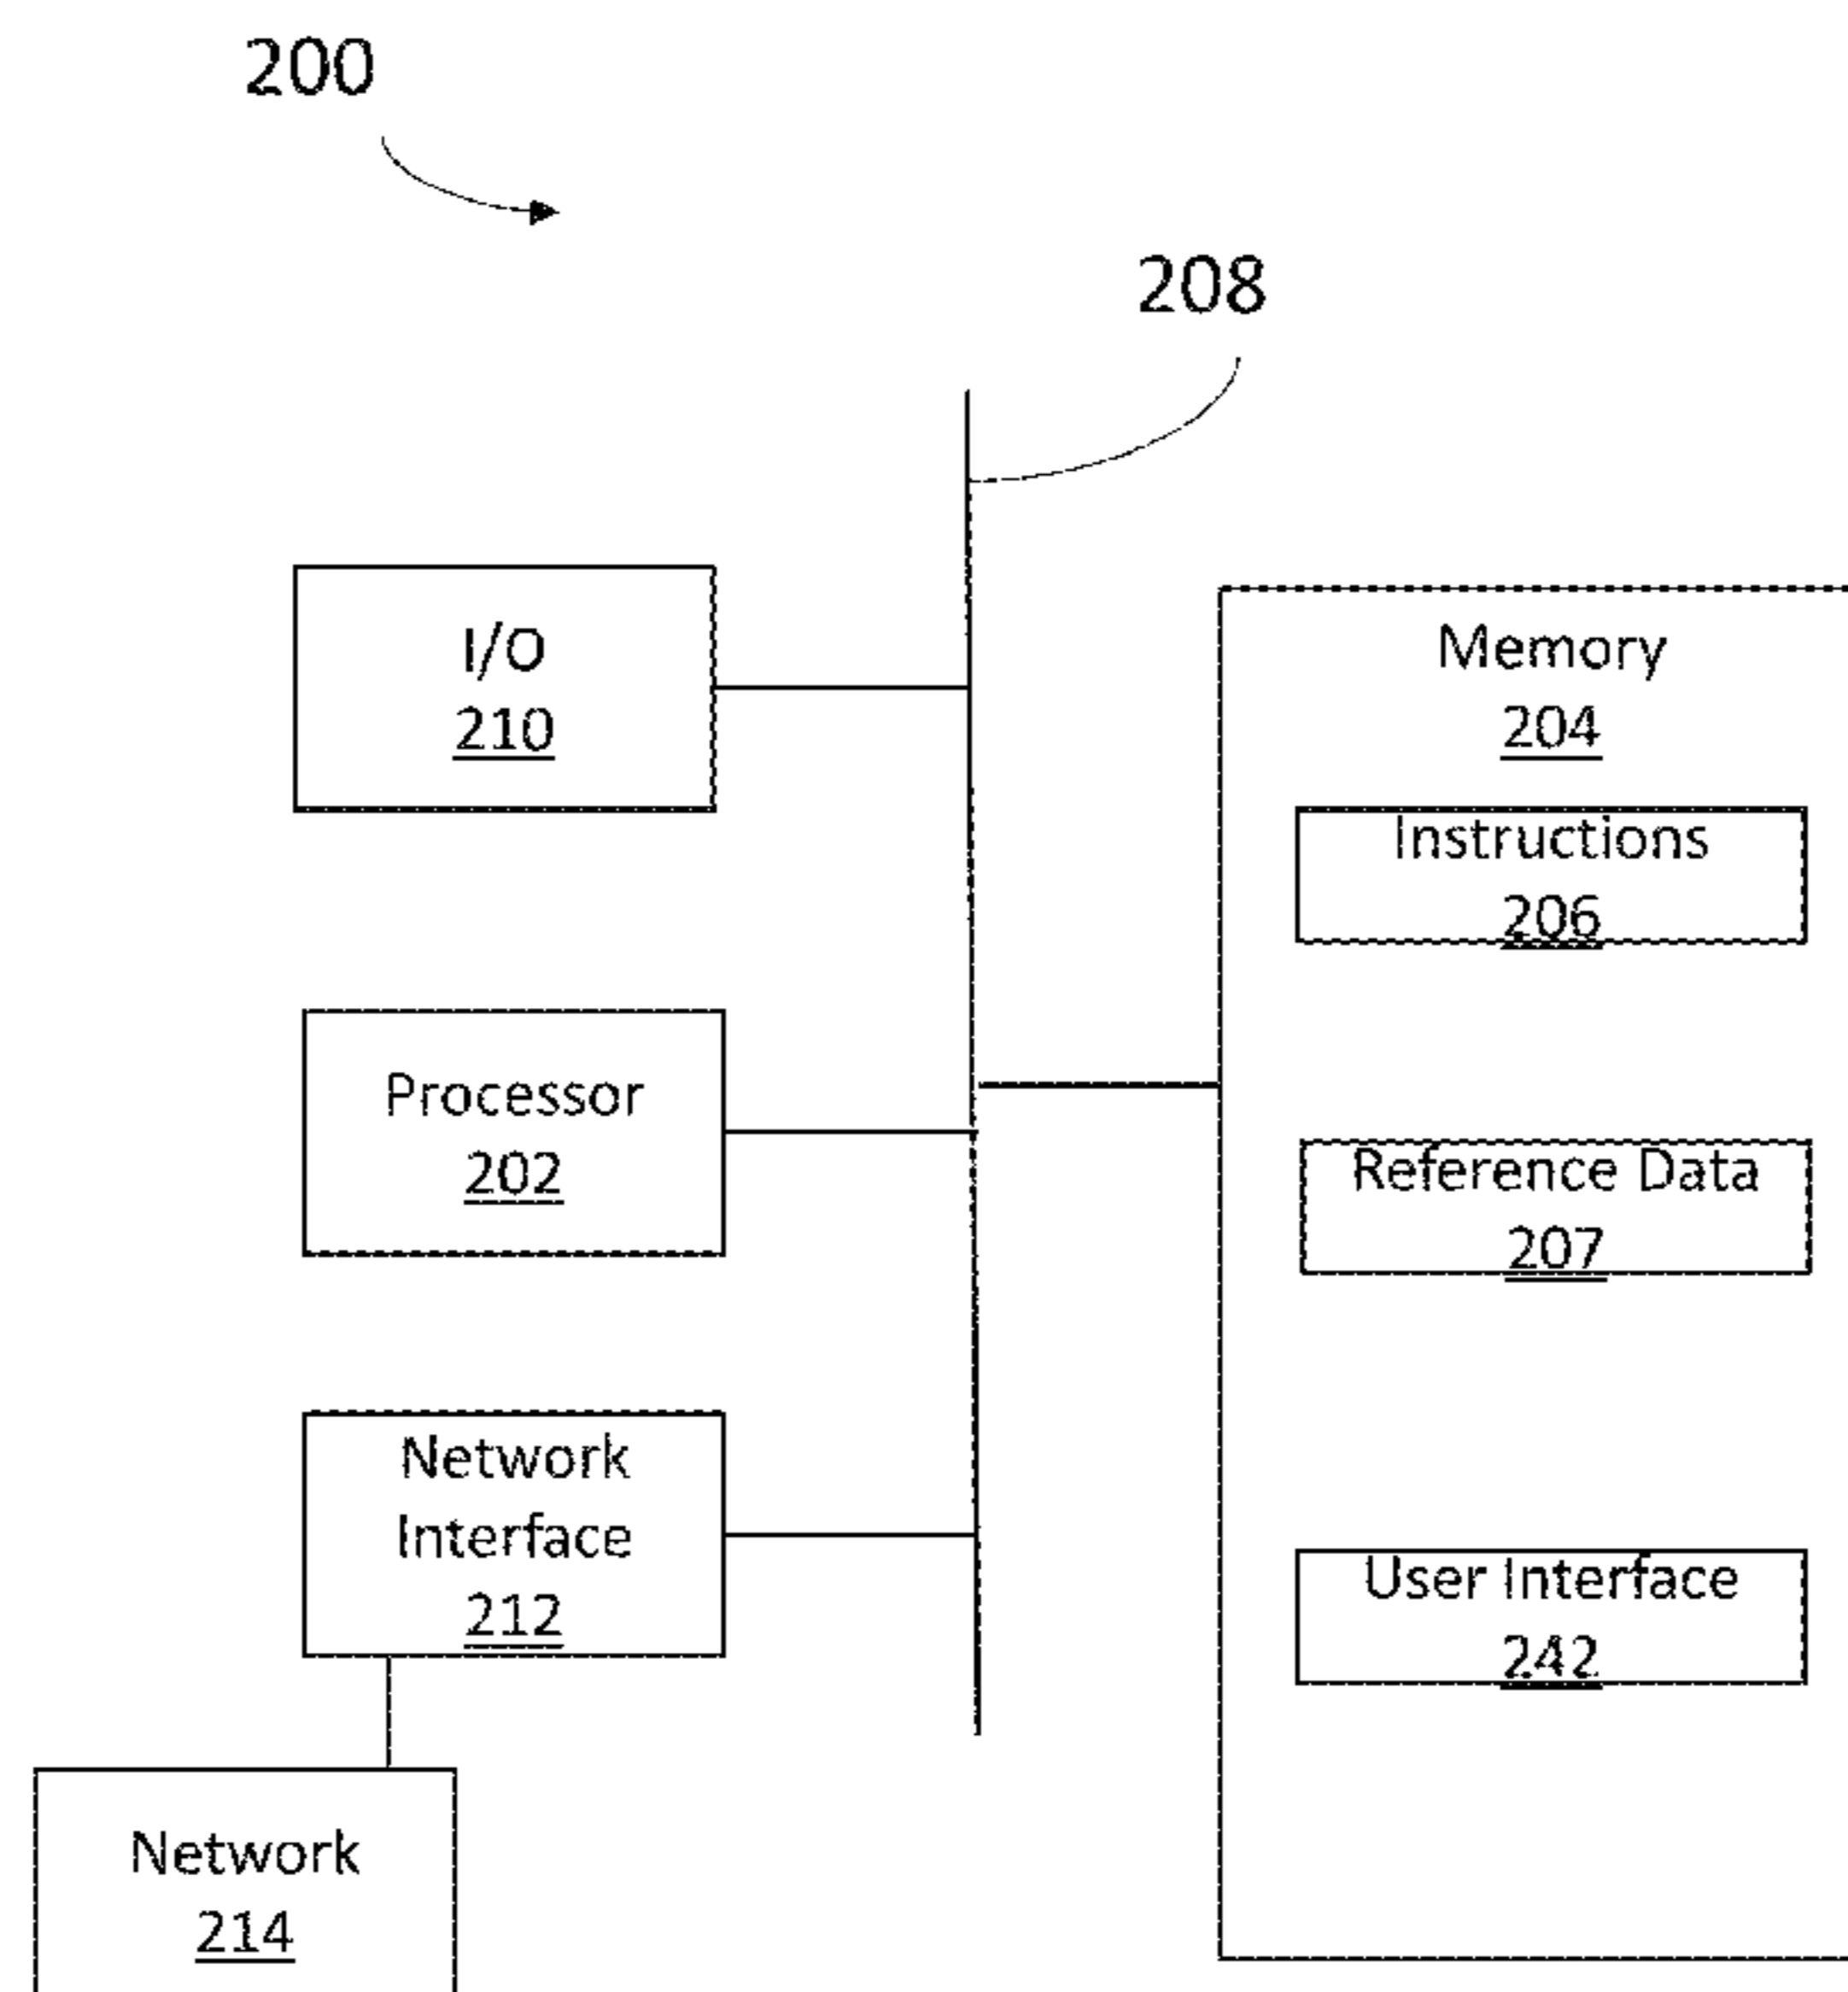 200
208
I/O
210
Memory
204
Instructions
206
Processor
202
Reference Data
207
Network
Interface
212
User Interface
242
Network
214